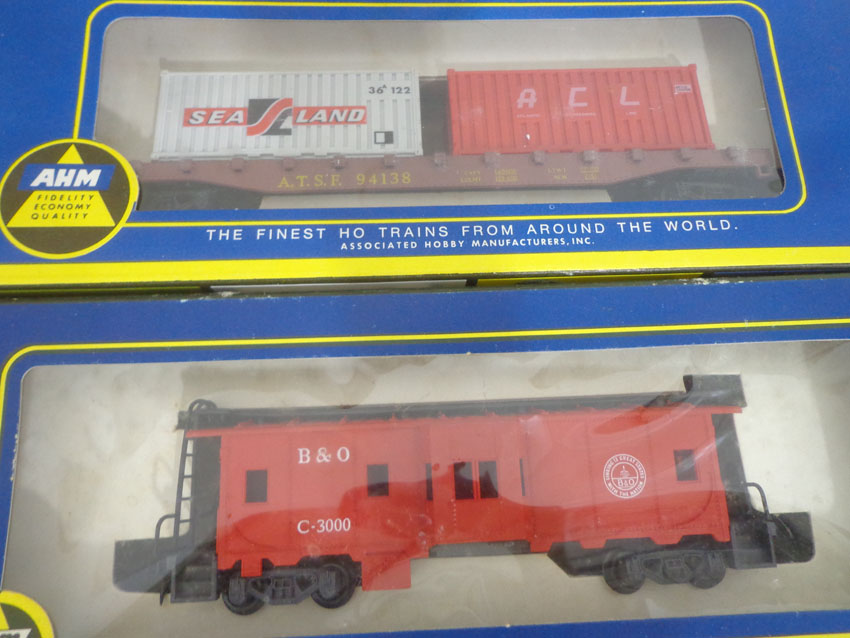 SEA LAND
36 122
A C L
A.T.S.F. 94138
AHM
FIDELITY
ECONOMY
QUALITY
THE FINEST HO TRAINS FROM AROUND THE WORLD.
ASSOCIATED HOBBY MANUFACTURERS, INC.
B & O
C-3000
B&O